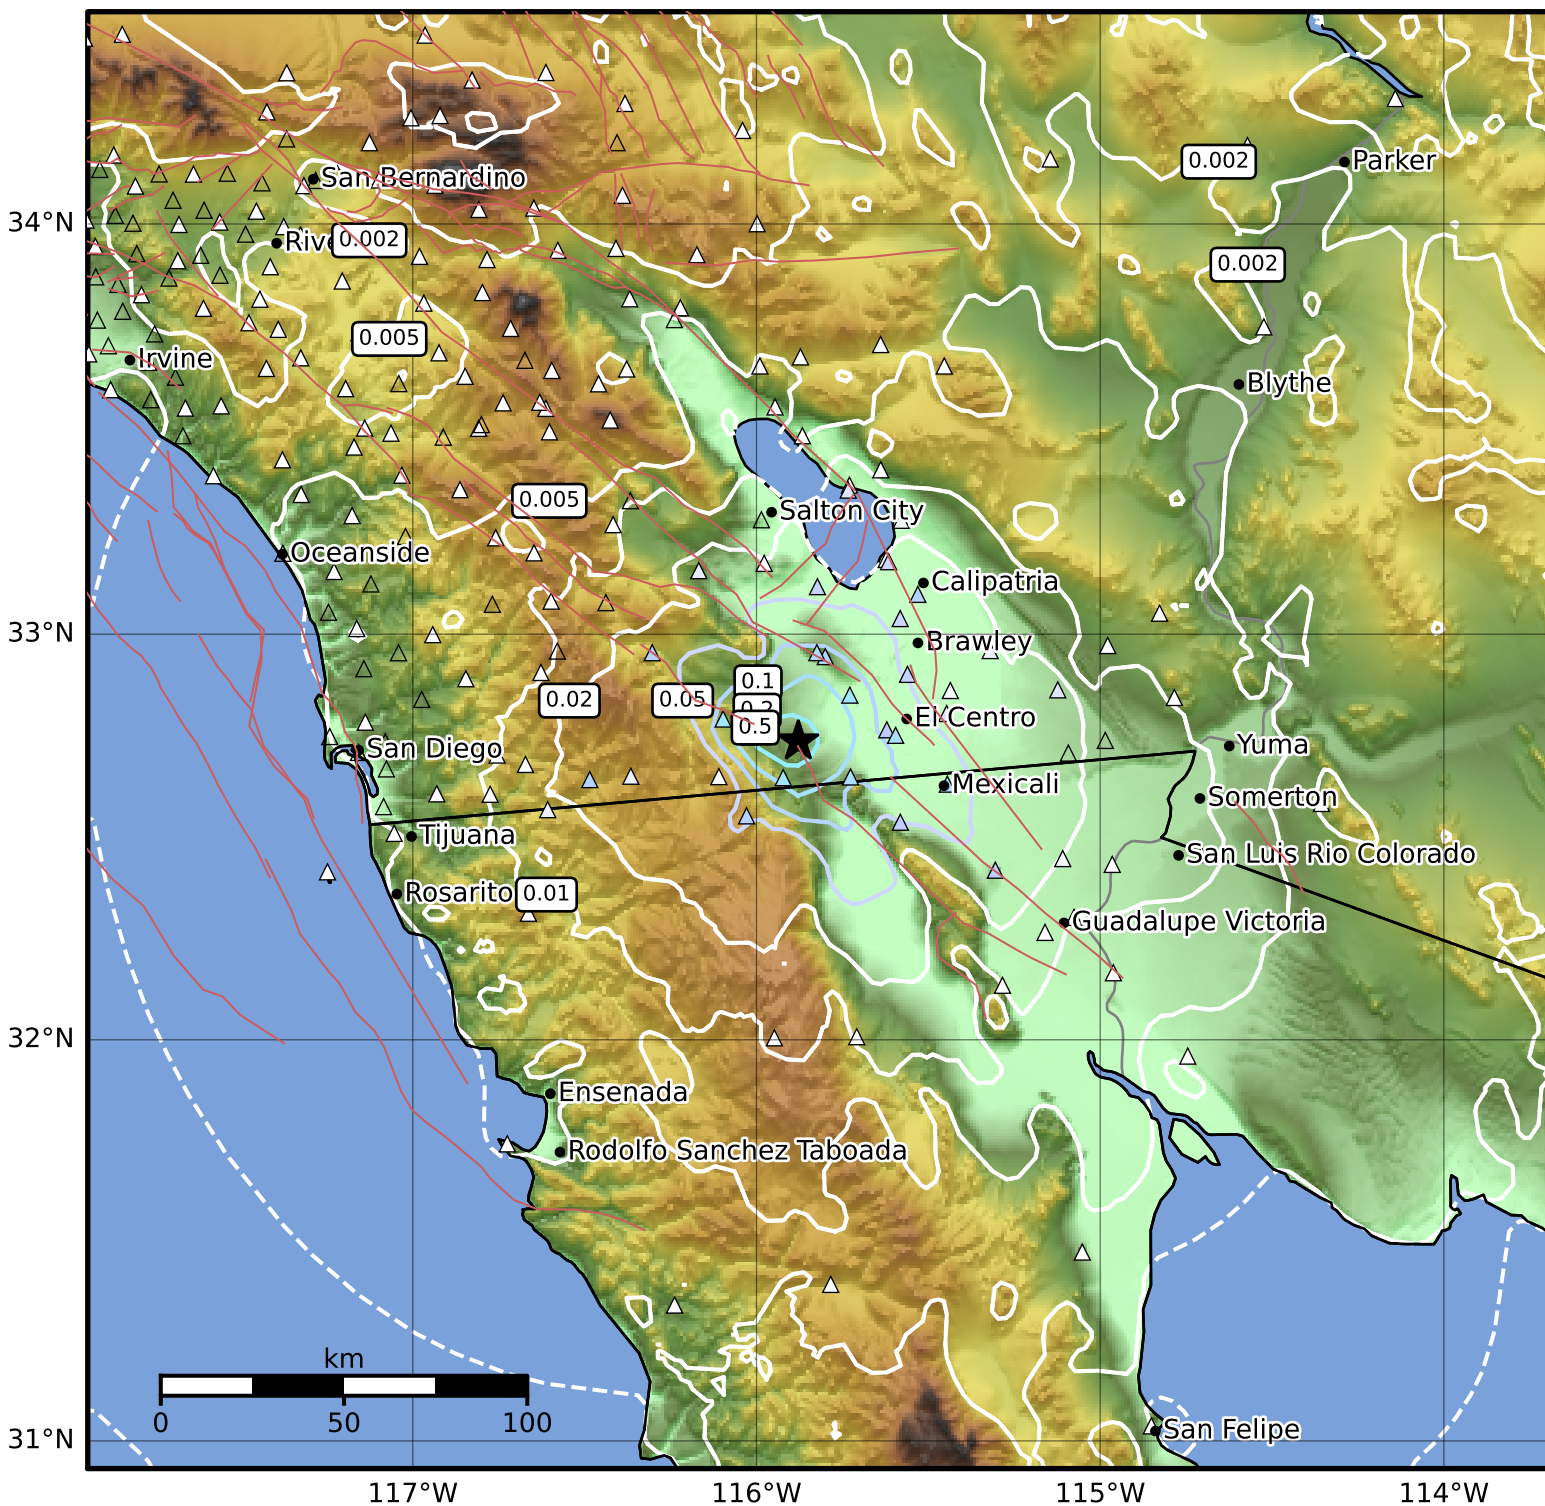 0.002
Parker
San Bernardino
34°N
Rive
0.002
0.002
0.005
Irvine
Blythe
0.005
Salton City
Oceanside
Calipatria
33°N
Brawley
0.1
0.02
0.05
0.2
0.5
El Centro
San Diego
Yuma
Mexicali
Somerton
Tijuana
San Luis Rio Colorado
Rosarito
0.01
Guadalupe Victoria
32°N
Ensenada
Rodolfo Sanchez Taboada
km
0
50
100
San Felipe
31°N
117°W
116°W
115°W
114°W